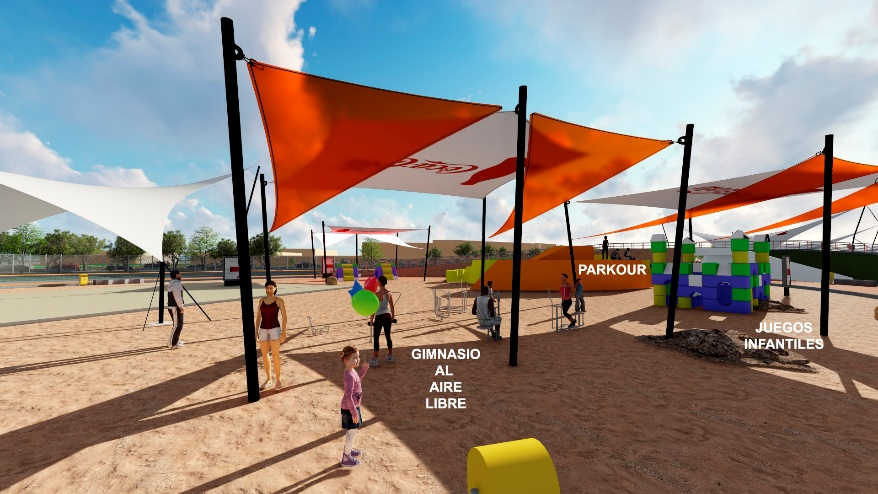 PARKOUR
JUEGOS
INFANTILES
GIMNASIO
AL
AIRE
LIBRE